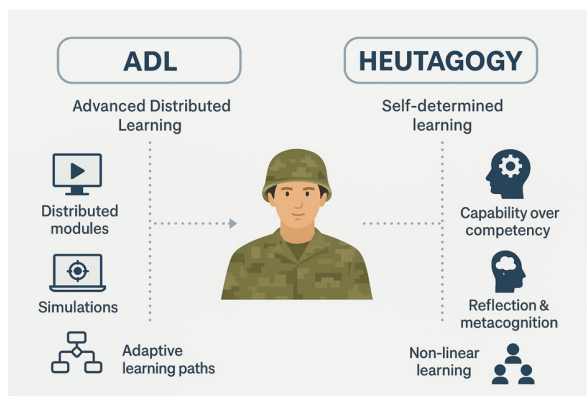 ADL
Advanced Distributed
Learning
Distributed
modules
Simulations
Adaptive
learning paths
HEUTAGOGY
Self-determined
learning
Capability over
competency
Reflection &
metacognition
Non-linear
learning